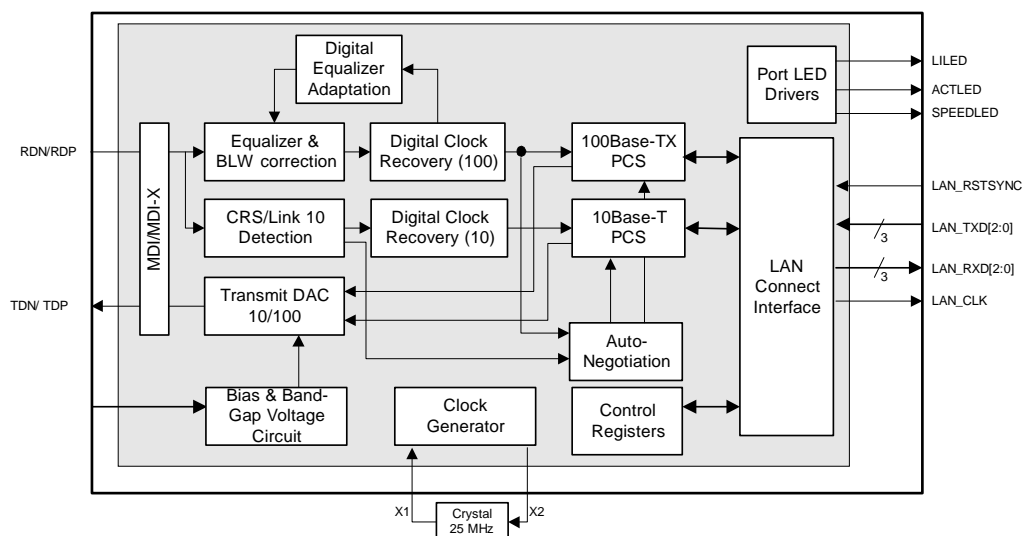 Digital
Equalizer
Adaptation
Port LED
Drivers
LILED
ACTLED
SPEEDLED
RDN/RDP
MDI/MDI-X
Equalizer &
BLW correction
Digital Clock
Recovery (100)
100Base-TX
PCS
CRS/Link 10
Detection
Digital Clock
Recovery (10)
10Base-T
PCS
LAN
Connect
Interface
LAN_RSTSYNC
LAN_TXD[2:0]
3
LAN_RXD[2:0]
3
LAN_CLK
TDN/ TDP
Transmit DAC
10/100
Auto-
Negotiation
Bias & Band-
Gap Voltage
Circuit
Clock
Generator
Control
Registers
X1
X2
Crystal
25 MHz